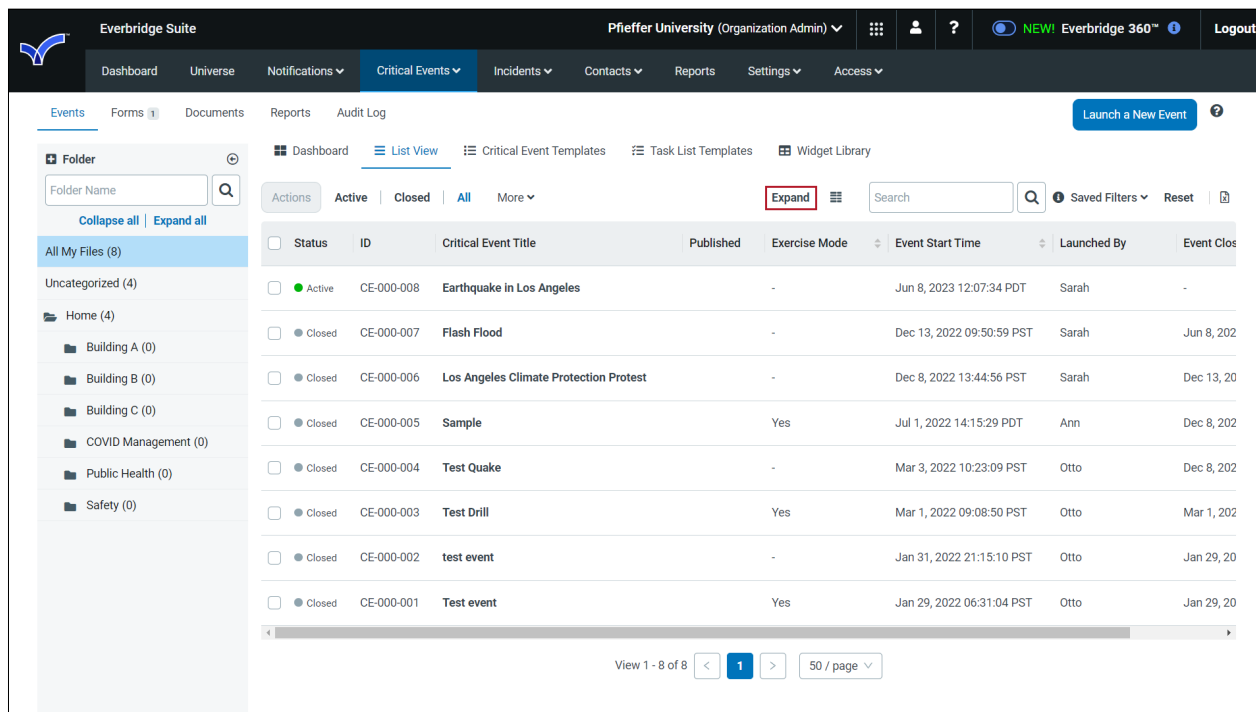 Everbridge Suite
Pfieffer University (Organization Admin)
?
NEW! Everbridge 360™
Logout
Dashboard Universe Notifications Critical Events Incidents Contacts Reports Settings Access
Events Forms 1 Documents Reports Audit Log
Launch a New Event
Dashboard List View Critical Event Templates Task List Templates Widget Library
Folder
Folder Name
Collapse all | Expand all
All My Files (8)
Uncategorized (4)
Home (4)
Building A (0)
Building B (0)
Building C (0)
COVID Management (0)
Public Health (0)
Safety (0)
Actions Active | Closed | All More Expand Search Saved Filters Reset
Status ID Critical Event Title Published Exercise Mode Event Start Time Launched By Event Clos
Active CE-000-008 Earthquake in Los Angeles - Jun 8, 2023 12:07:34 PDT Sarah -
Closed CE-000-007 Flash Flood - Dec 13, 2022 09:50:59 PST Sarah Jun 8, 202
Closed CE-000-006 Los Angeles Climate Protection Protest - Dec 8, 2022 13:44:56 PST Sarah Dec 13, 20
Closed CE-000-005 Sample Yes Jul 1, 2022 14:15:29 PDT Ann Dec 8, 202
Closed CE-000-004 Test Quake - Mar 3, 2022 10:23:09 PST Otto Dec 8, 202
Closed CE-000-003 Test Drill Yes Mar 1, 2022 09:08:50 PST Otto Mar 1, 202
Closed CE-000-002 test event - Jan 31, 2022 21:15:10 PST Otto Jan 29, 20
Closed CE-000-001 Test event Yes Jan 29, 2022 06:31:04 PST Otto Jan 29, 20
View 1 - 8 of 8 < 1 > 50 / page